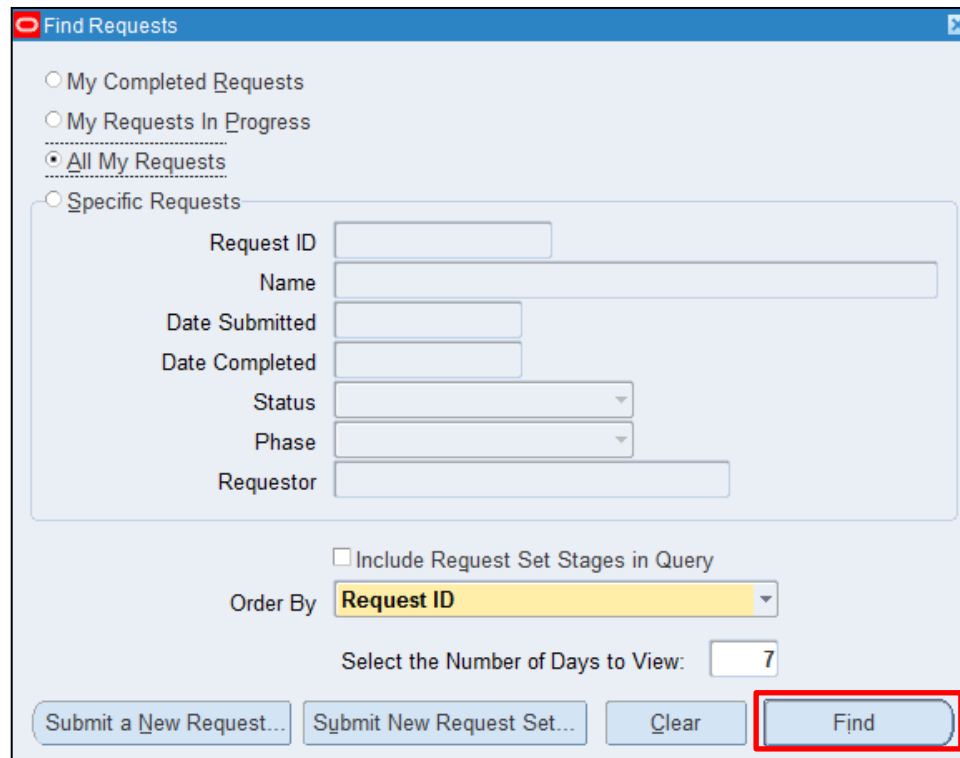 Find Requests
My Completed Requests
My Requests In Progress
All My Requests
Specific Requests
Request ID
Name
Date Submitted
Date Completed
Status
Phase
Requestor
Include Request Set Stages in Query
Order By Request ID
Select the Number of Days to View: 7
Submit a New Request... Submit New Request Set... Clear Find